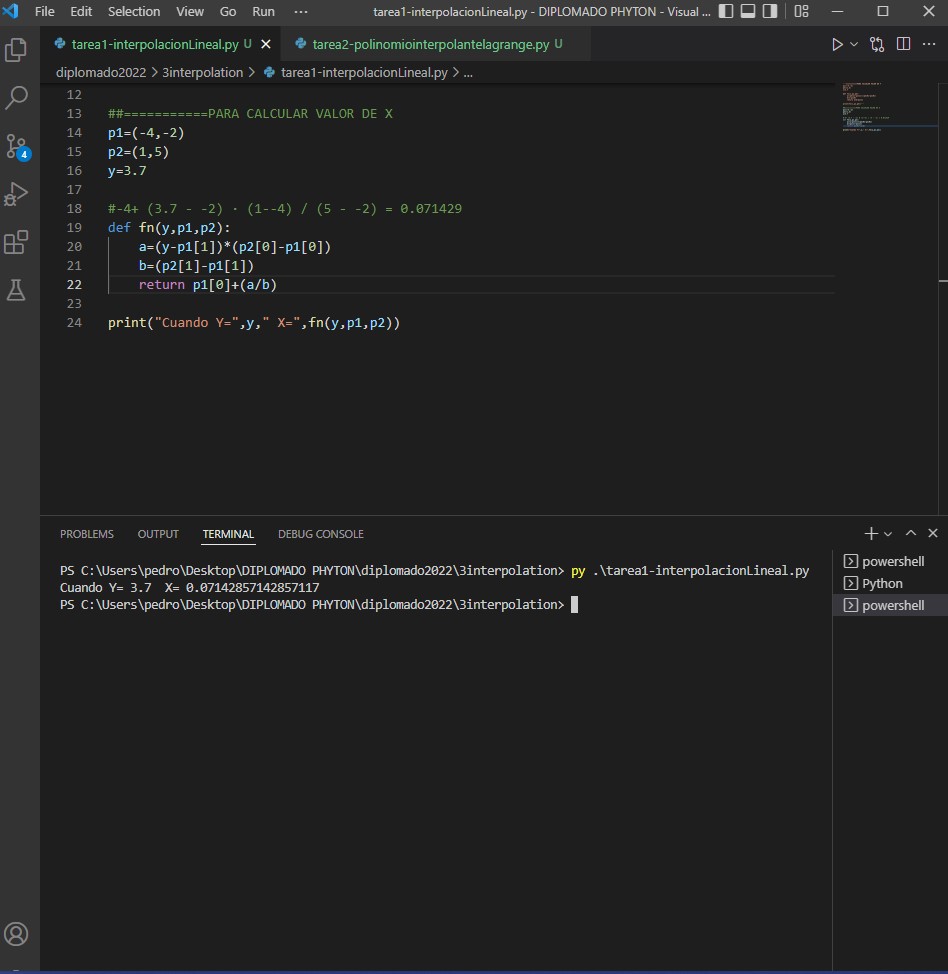 File Edit Selection View Go Run ··· tarea1-interpolacionLineal.py - DIPLOMADO PHYTON - Visual ...
tarea1-interpolacionLineal.py U tarea2-polinomiointerpolantelagrange.py U
diplomado2022 > 3interpolation > tarea1-interpolacionLineal.py > ...
4
12
13 ##===========PARA CALCULAR VALOR DE X
14 p1=(-4,-2)
15 p2=(1,5)
16 y=3.7
17
18 #-4+ (3.7 - -2) · (1--4) / (5 - -2) = 0.071429
19 def fn(y,p1,p2):
20     a=(y-p1[1])*(p2[0]-p1[0])
21     b=(p2[1]-p1[1])
22     return p1[0]+(a/b)
23
24 print("Cuando Y=",y," X=",fn(y,p1,p2))
PROBLEMS OUTPUT TERMINAL DEBUG CONSOLE
PS C:\Users\pedro\Desktop\DIPLOMADO PHYTON\diplomado2022\3interpolation> py .\tarea1-interpolacionLineal.py
Cuando Y= 3.7  X= 0.07142857142857117
PS C:\Users\pedro\Desktop\DIPLOMADO PHYTON\diplomado2022\3interpolation>
powershell
Python
powershell